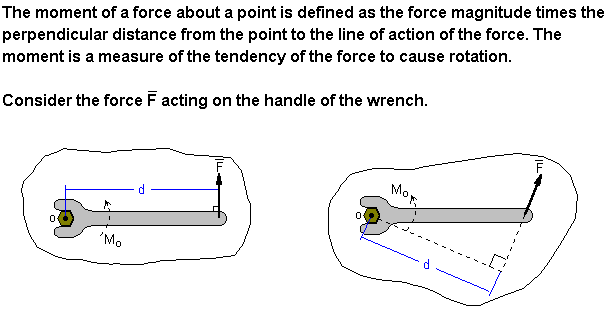 The moment of a force about a point is defined as the force magnitude times the
perpendicular distance from the point to the line of action of the force. The
moment is a measure of the tendency of the force to cause rotation.
Consider the force F̅ acting on the handle of the wrench.
F̅
d
o
Mo
F̅
Mo
o
d